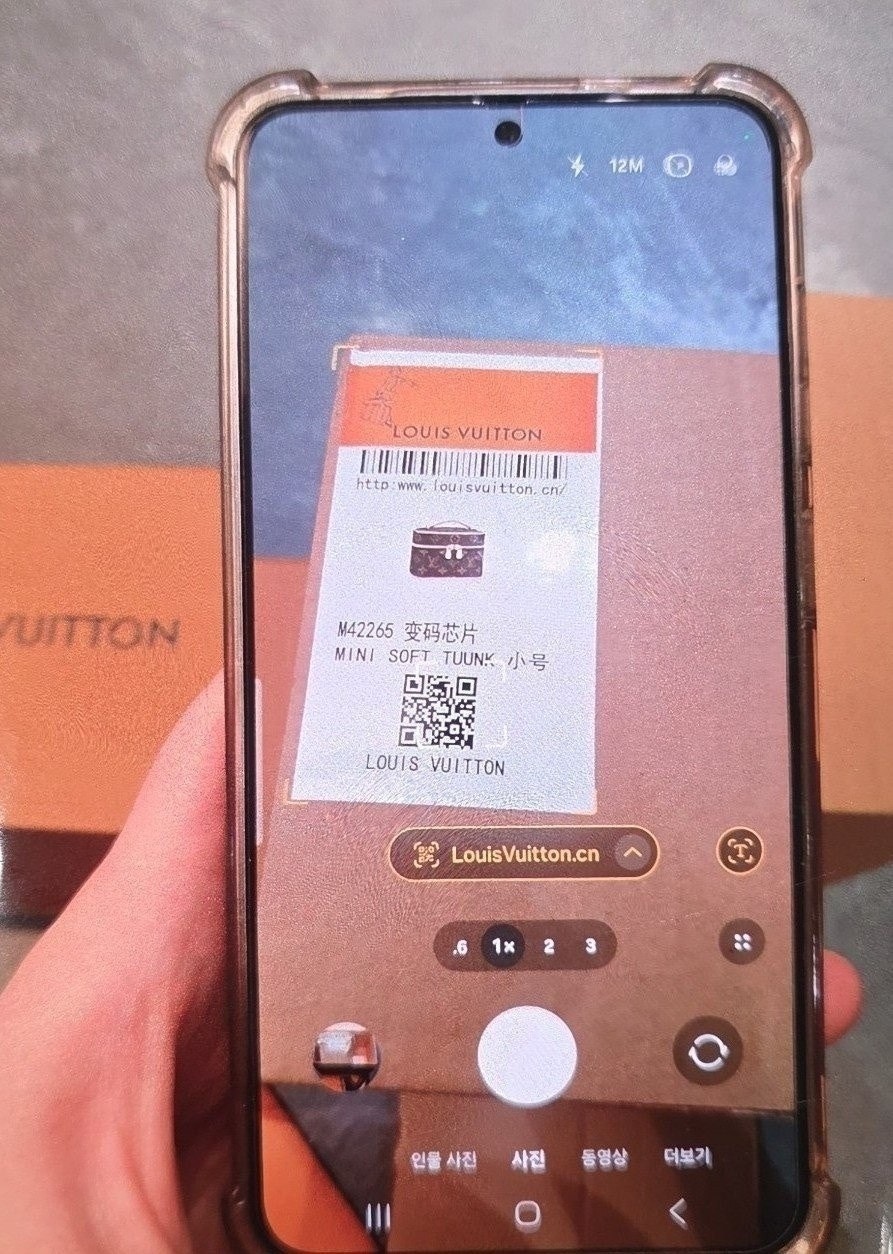 12M
LOUIS VUITTON
http:www.louisvuitton.cn/
M42265 变码芯片
MINI SOFT TUUNK 小号
LOUIS VUITTON
VUITTON
LouisVuitton.cn
T
.6 1x 2 3
인물 사진 사진 동영상 더보기